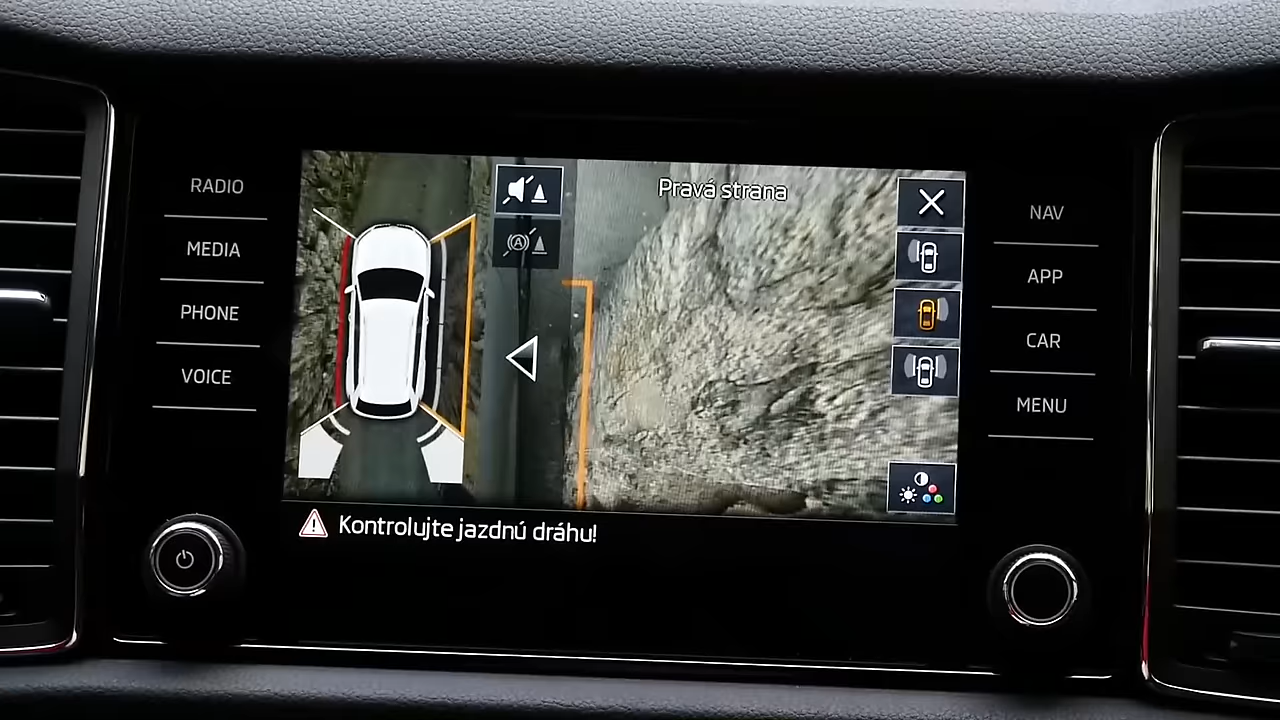 RADIO
MEDIA
PHONE
VOICE
Pravá strana
Kontrolujte jazdnú dráhu!
NAV
APP
CAR
MENU